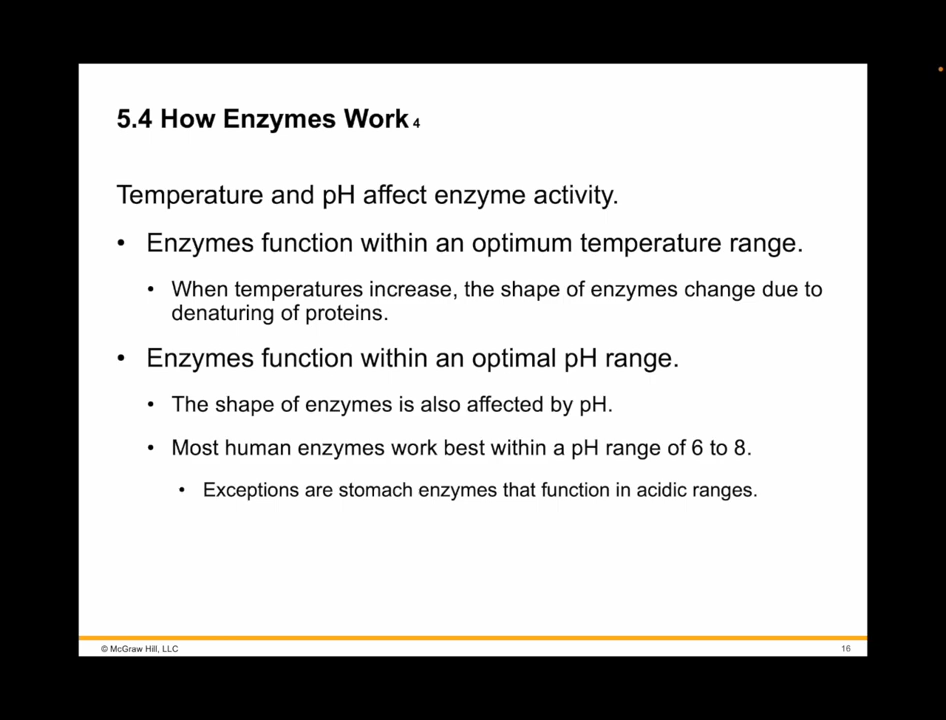 5.4 How Enzymes Work 4
Temperature and pH affect enzyme activity.
• Enzymes function within an optimum temperature range.
• When temperatures increase, the shape of enzymes change due to
denaturing of proteins.
• Enzymes function within an optimal pH range.
• The shape of enzymes is also affected by pH.
• Most human enzymes work best within a pH range of 6 to 8.
• Exceptions are stomach enzymes that function in acidic ranges.
© McGraw Hill, LLC
16